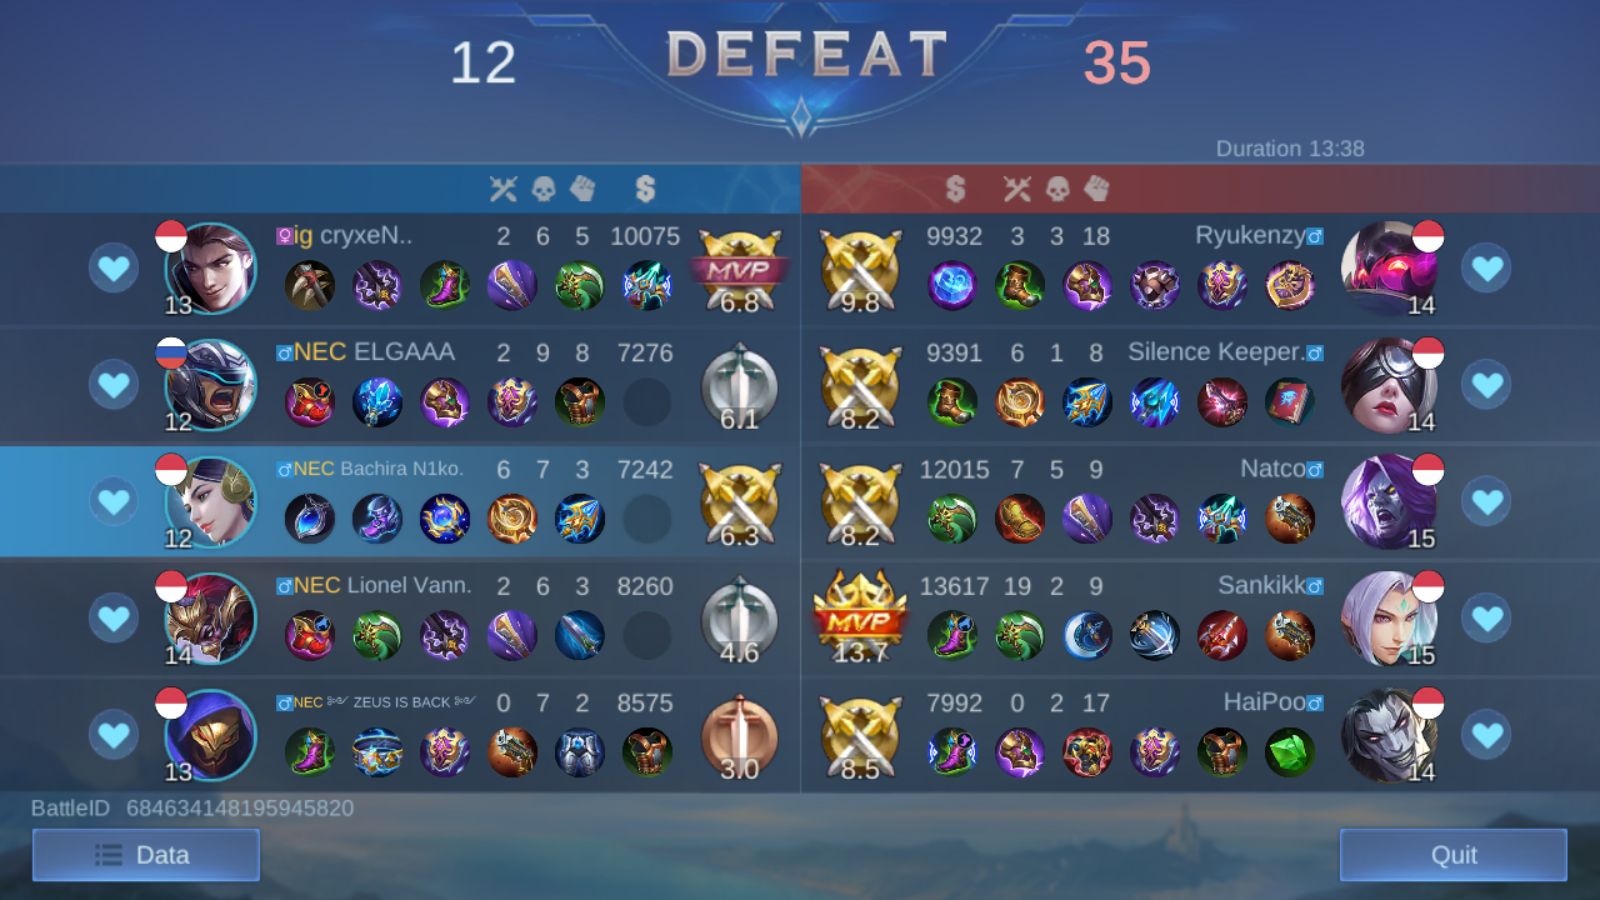 12 DEFEAT 35
Duration 13:38
ig cryxeN.. 2 6 5 10075
MVP
6.8
13
9932 3 3 18 Ryukenzy
9.8
14
NEC ELGAAA 2 9 8 7276
6.1
12
9391 6 1 8 Silence Keeper.
8.2
14
NEC Bachira N1ko. 6 7 3 7242
6.3
12
12015 7 5 9 Natco
8.2
15
NEC Lionel Vann. 2 6 3 8260
4.6
14
13617 19 2 9 Sankikk
MVP
13.7
15
NEC ZEUS IS BACK 0 7 2 8575
3.0
13
7992 0 2 17 HaiPoo
8.5
14
BattleID 684634148195945820
Data
Quit